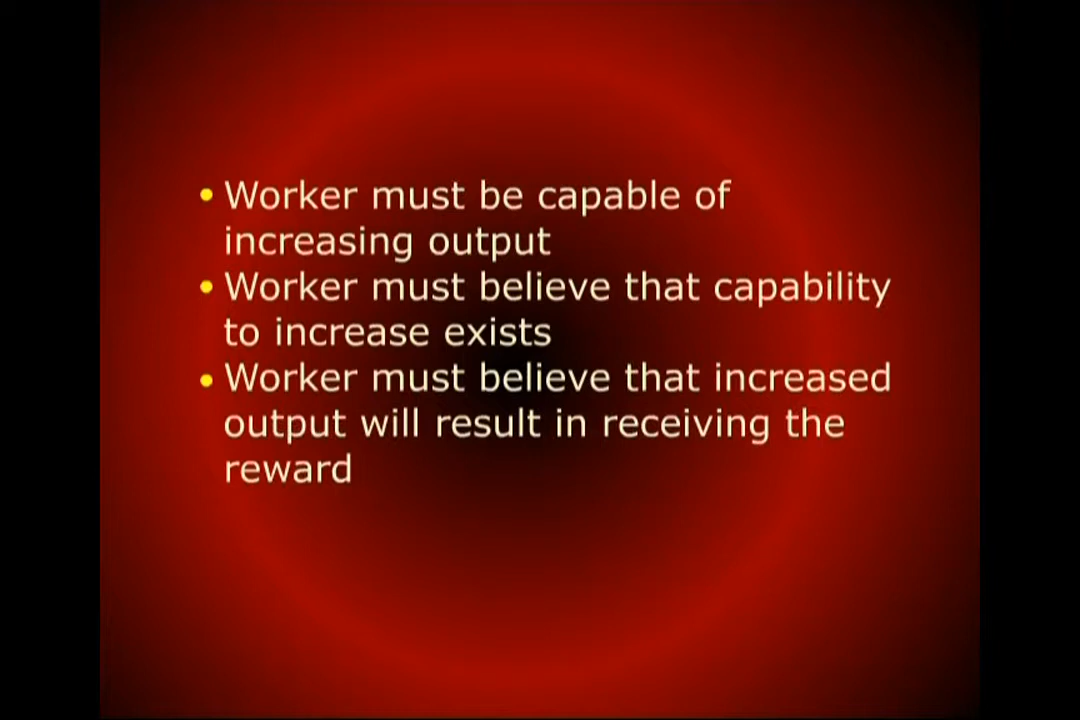 • Worker must be capable of
increasing output
• Worker must believe that capability
to increase exists
• Worker must believe that increased
output will result in receiving the
reward